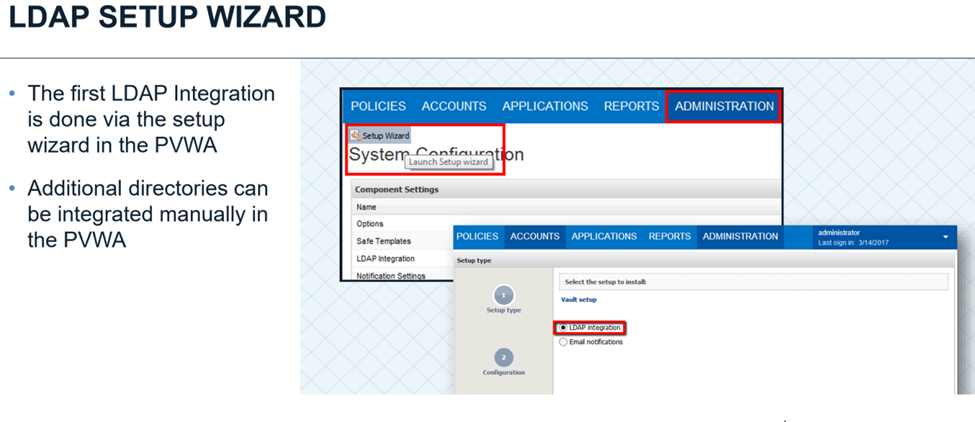 LDAP SETUP WIZARD
• The first LDAP Integration
is done via the setup
wizard in the PVWA
• Additional directories can
be integrated manually in
the PVWA
POLICIES ACCOUNTS APPLICATIONS REPORTS ADMINISTRATION
Setup Wizard
System Configuration
Launch Setup wizard
Component Settings
Name
Options
Safe Templates
LDAP Integration
Notification Settings
POLICIES ACCOUNTS APPLICATIONS REPORTS ADMINISTRATION
administrator
Last sign in: 3/14/2017
Setup type
1
Setup type
2
Configuration
Select the setup to install:
Vault setup
LDAP integration
Email notifications